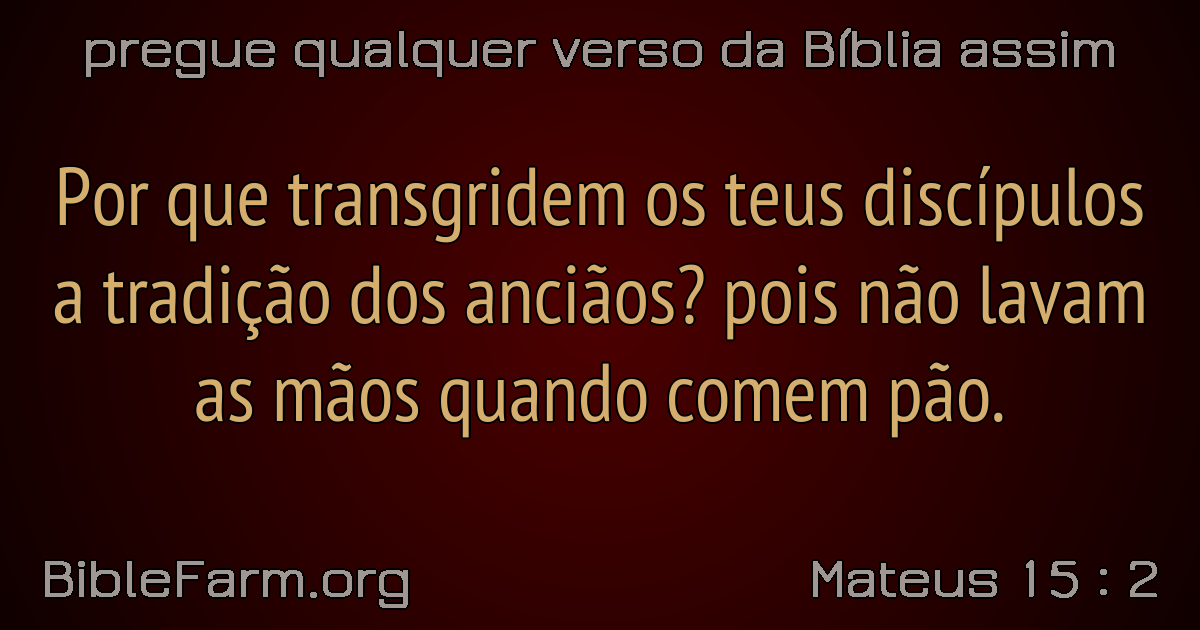 pregue qualquer verso da Bíblia assim
Por que transgridem os teus discípulos
a tradição dos anciãos? pois não lavam
as mãos quando comem pão.
BibleFarm.org
Mateus 15 : 2